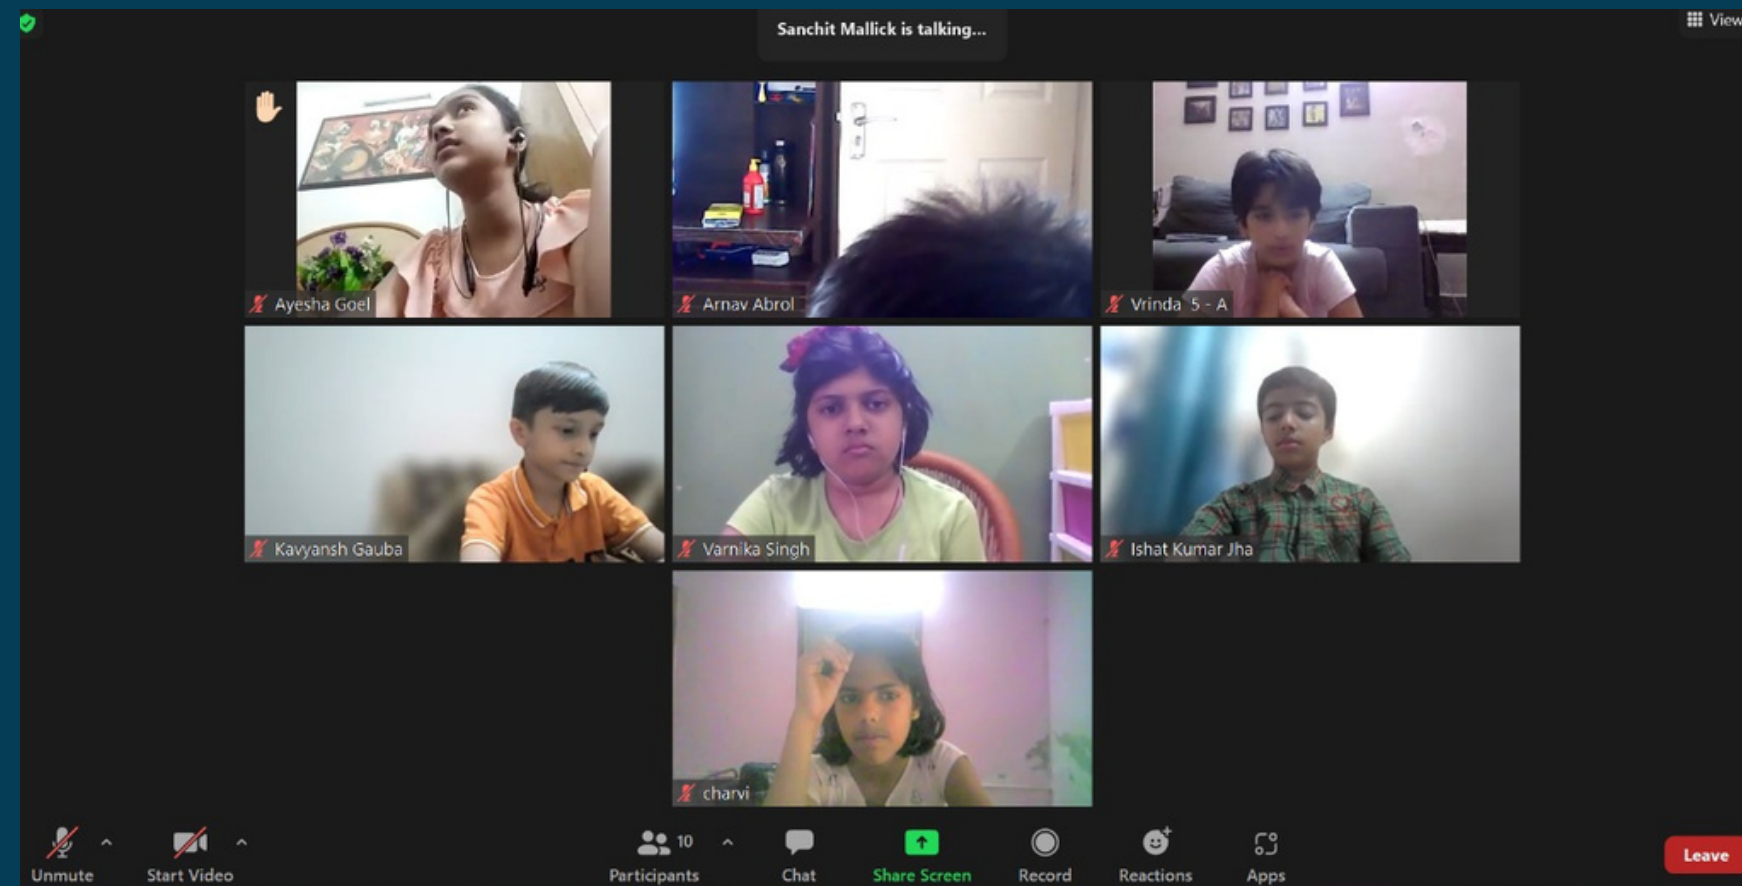 Sanchit Mallick is talking...
View
Ayesha Goel
Arnav Abrol
Vrinda 5 - A
Kavyansh Gauba
Varnika Singh
Ishat Kumar Jha
charvi
10
Unmute
Start Video
Participants
Chat
Share Screen
Record
Reactions
Apps
Leave